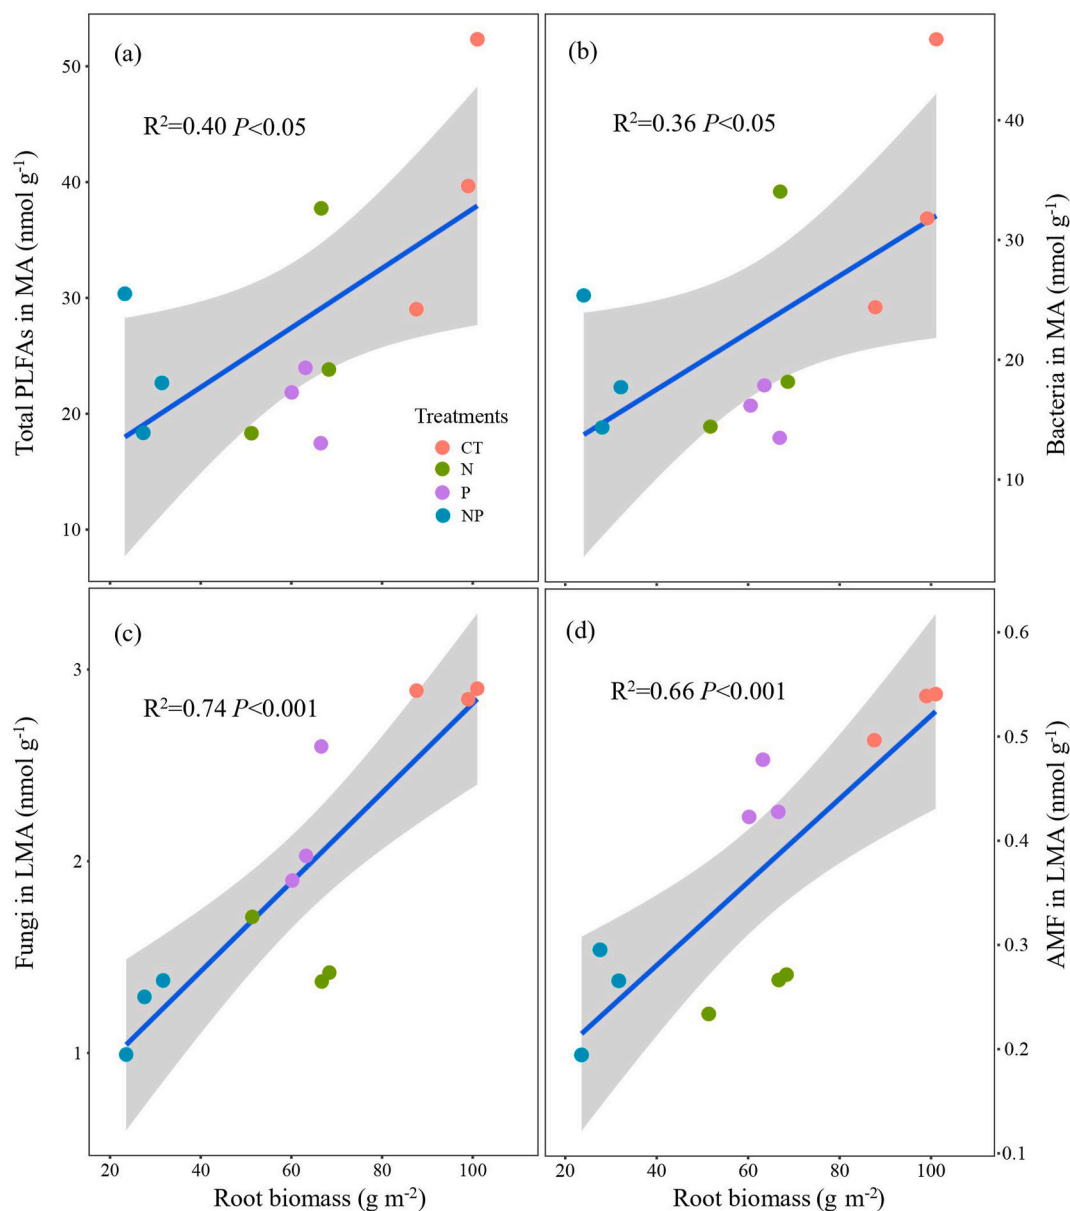 (a)
R²=0.40 P<0.05
Total PLFAs in MA (nmol g⁻¹)
50
40
30
20
10
Treatments
CT
N
P
NP
(b)
R²=0.36 P<0.05
Bacteria in MA (nmol g⁻¹)
40
30
20
10
(c)
R²=0.74 P<0.001
Fungi in LMA (nmol g⁻¹)
3
2
1
20 40 60 80 100
Root biomass (g m⁻²)
(d)
R²=0.66 P<0.001
AMF in LMA (nmol g⁻¹)
0.6
0.5
0.4
0.3
0.2
0.1
20 40 60 80 100
Root biomass (g m⁻²)